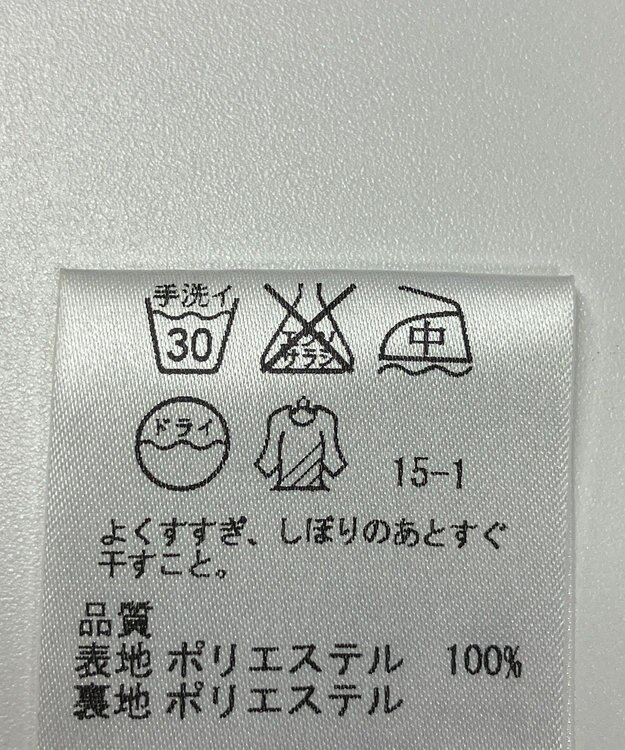 手洗イ
30
エンソ
サラシ
中
ドライ
15-1
よくすすぎ、しぼりのあとすぐ
干すこと。
品質
表地 ポリエステル 100%
裏地 ポリエステル